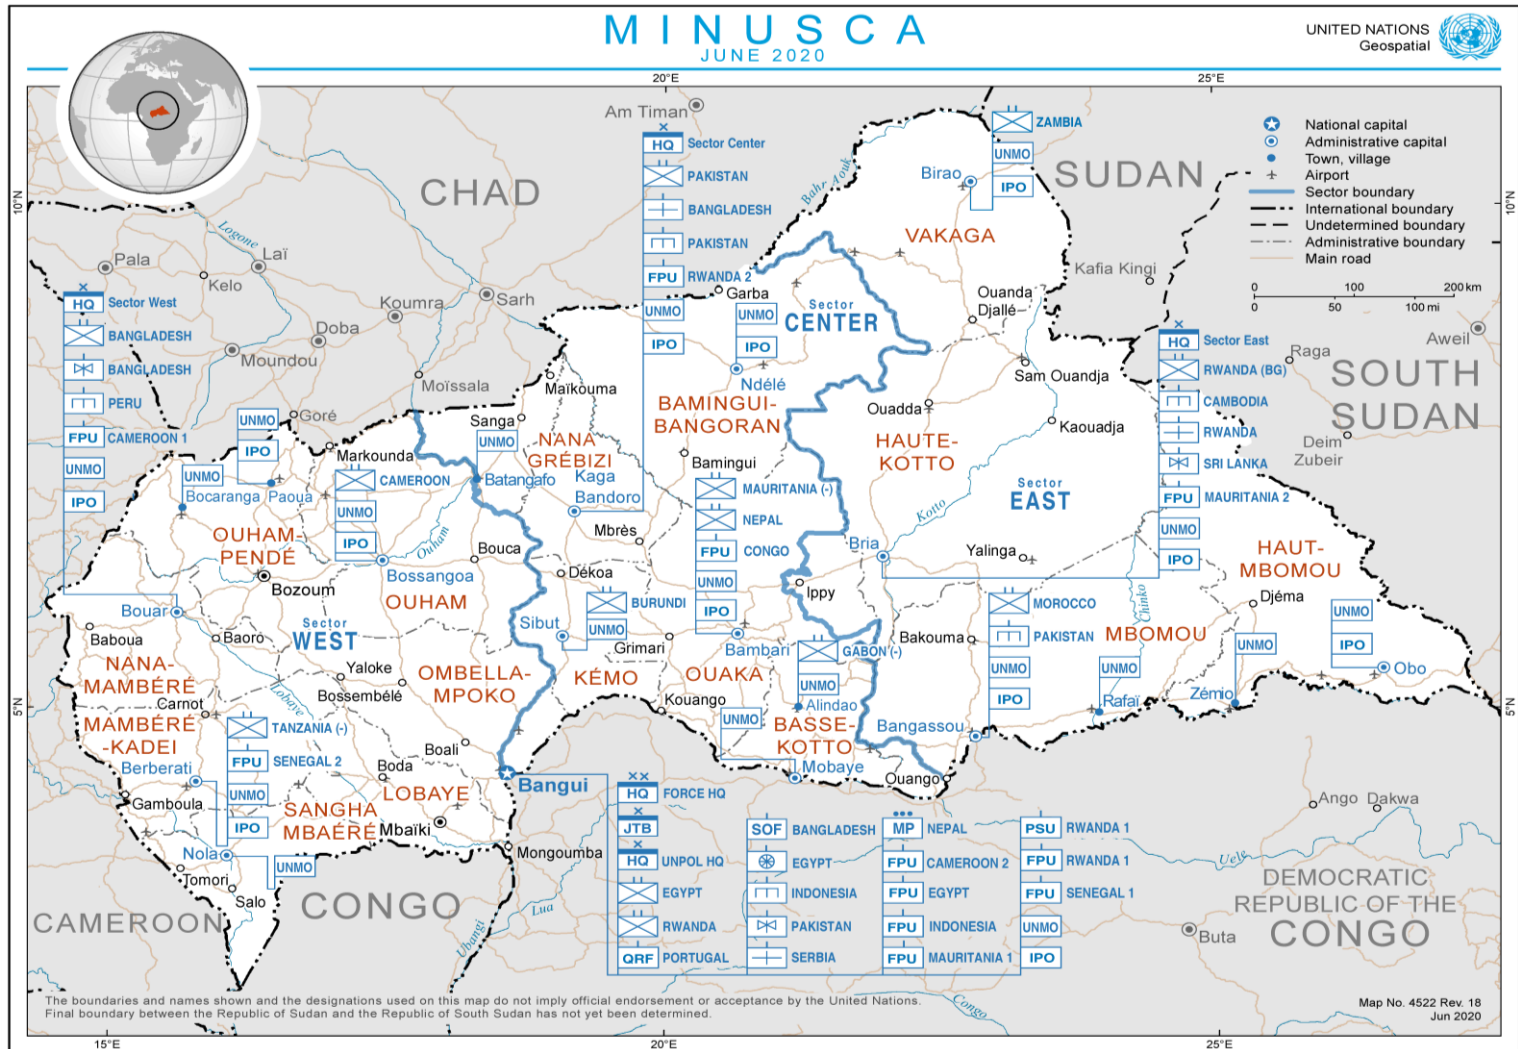 MINUSCA
JUNE 2020
UNITED NATIONS
Geospatial
20°E
25°E
10°N
10°N
5°N
5°N
15°E
20°E
25°E
National capital
Administrative capital
Town, village
Airport
Sector boundary
International boundary
Undetermined boundary
Administrative boundary
Main road
0 100 200 km
0 50 100 mi
CHAD
SUDAN
SOUTH
SUDAN
CAMEROON
CONGO
DEMOCRATIC
REPUBLIC OF THE
CONGO
Am Timan
Bahr Aouk
Logone
Pala
Laï
Kelo
Koumra
Sarh
Doba
Moundou
Moïssala
Goré
Kafia Kingi
Raga
Aweil
Deim
Zubeir
HQ Sector Center
PAKISTAN
BANGLADESH
PAKISTAN
FPU RWANDA 2
UNMO
IPO
ZAMBIA
UNMO
IPO
Birao
VAKAGA
Garba
Sector
CENTER
UNMO
IPO
Ndélé
Ouanda
Djallé
Sam Ouandja
Ouadda
Kaouadja
HAUTE-
KOTTO
BAMINGUI-
BANGORAN
Bamingui
HQ Sector West
BANGLADESH
BANGLADESH
PERU
FPU CAMEROON 1
UNMO
IPO
UNMO
IPO
UNMO
Bocaranga
Paoua
Markounda
Maïkouma
Sanga
UNMO
Batangafo
NANA
GRÉBIZI
Kaga
Bandoro
Mbrès
CAMEROON
UNMO
IPO
Ouham
Bossangoa
Bouca
Dékoa
OUHAM-
PENDÉ
Bozoum
OUHAM
MAURITANIA (-)
NEPAL
FPU CONGO
UNMO
IPO
Bambari
HQ Sector East
RWANDA (BG)
CAMBODIA
RWANDA
SRI LANKA
FPU MAURITANIA 2
UNMO
IPO
Sector
EAST
Kotto
Bria
Yalinga
Ippy
HAUT-
MBOMOU
Djéma
Chinko
MBOMOU
MOROCCO
PAKISTAN
UNMO
IPO
Bakouma
Bangassou
UNMO
Rafaï
UNMO
Zémio
UNMO
IPO
Obo
Bouar
Baboua
Baoró
Sector
WEST
NANA-
MAMBÉRÉ
Yaloke
Bossembélé
Lobaye
Carnot
MAMBÉRÉ
-KADEI
Berberati
Gamboula
TANZANIA (-)
FPU SENEGAL 2
UNMO
IPO
Nola
UNMO
Tomori
Salo
SANGHA
MBAÉRÉ
OMBELLA-
MPOKO
Boali
Boda
LOBAYE
Mbaïki
Mongoumba
Bangui
BURUNDI
UNMO
Sibut
Grimari
KÉMO
OUAKA
Kouango
GABON (-)
UNMO
Alindao
UNMO
BASSE-
KOTTO
Mobaye
Ouango
HQ FORCE HQ
JTB
HQ UNPOL HQ
EGYPT
RWANDA
QRF PORTUGAL
SOF BANGLADESH
EGYPT
INDONESIA
PAKISTAN
SERBIA
MP NEPAL
FPU CAMEROON 2
FPU EGYPT
FPU INDONESIA
FPU MAURITANIA 1
PSU RWANDA 1
FPU RWANDA 1
FPU SENEGAL 1
UNMO
IPO
Ubangi
Lua
Congo
Uele
Ango
Dakwa
Buta
The boundaries and names shown and the designations used on this map do not imply official endorsement or acceptance by the United Nations.
Final boundary between the Republic of Sudan and the Republic of South Sudan has not yet been determined.
Map No. 4522 Rev. 18
Jun 2020